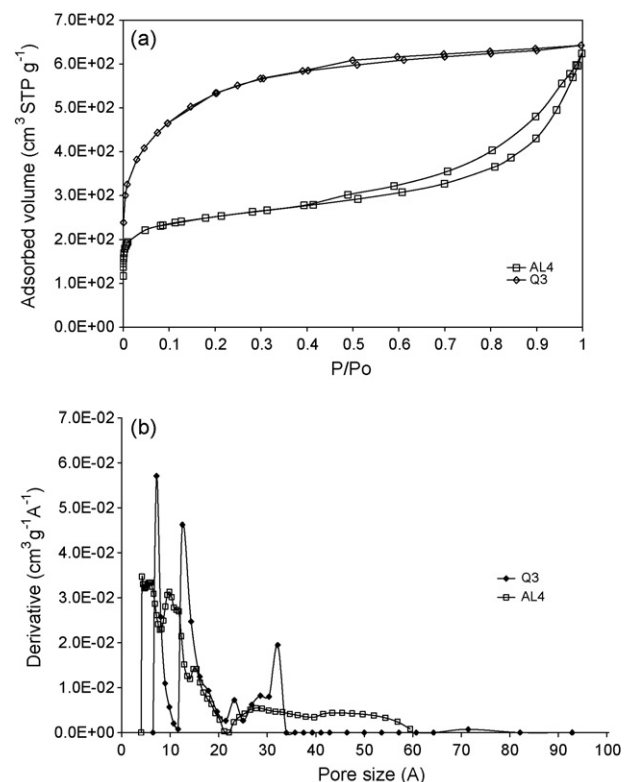 (a)
7.0E+02
6.0E+02
5.0E+02
4.0E+02
3.0E+02
2.0E+02
1.0E+02
0.0E+00
Adsorbed volume (cm³ STP g⁻¹)
AL4
Q3
0 0.1 0.2 0.3 0.4 0.5 0.6 0.7 0.8 0.9 1
P/Po
(b)
7.0E-02
6.0E-02
5.0E-02
4.0E-02
3.0E-02
2.0E-02
1.0E-02
0.0E+00
Derivative (cm³g⁻¹A⁻¹)
Q3
AL4
0 10 20 30 40 50 60 70 80 90 100
Pore size (A)